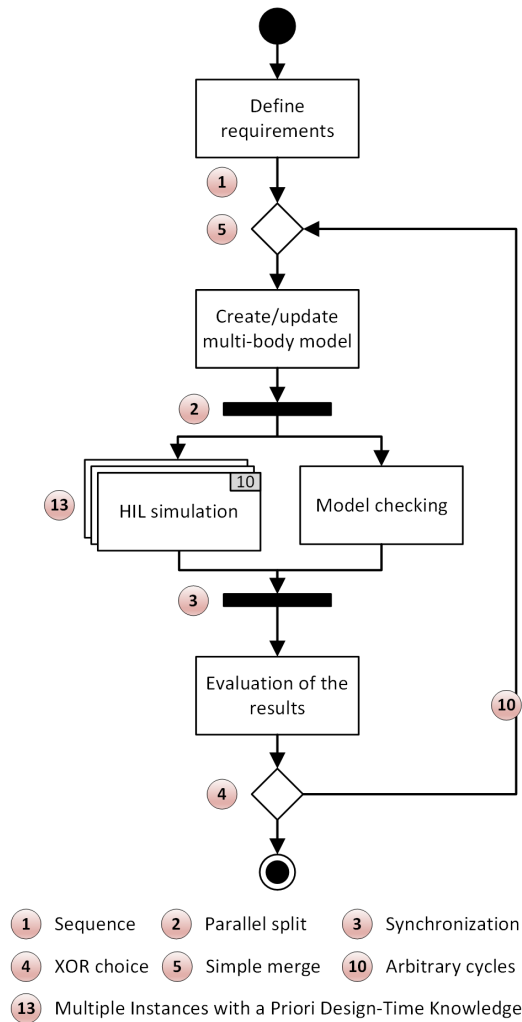 Define
requirements
1
5
Create/update
multi-body model
2
10
13
HIL simulation
Model checking
3
Evaluation of the
results
10
4
1 Sequence 2 Parallel split 3 Synchronization
4 XOR choice 5 Simple merge 10 Arbitrary cycles
13 Multiple Instances with a Priori Design-Time Knowledge